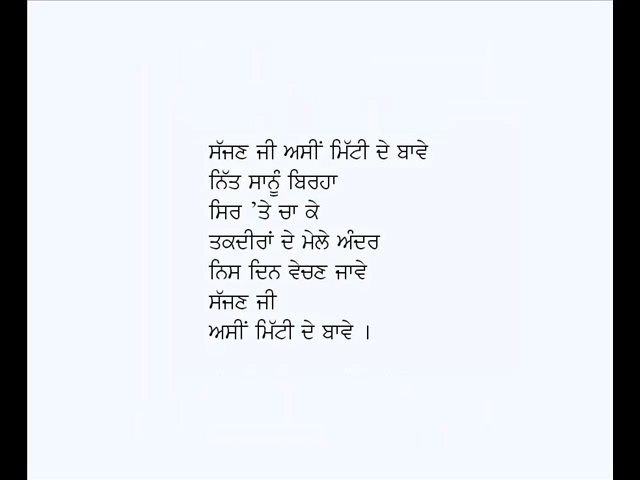 ਸੱਜਣ ਜੀ ਅਸੀਂ ਮਿੱਟੀ ਦੇ ਬਾਵੇ
ਨਿੱਤ ਸਾਨੂੰ ਬਿਰਹਾ
ਸਿਰ ’ਤੇ ਚਾ ਕੇ
ਤਕਦੀਰਾਂ ਦੇ ਮੇਲੇ ਅੰਦਰ
ਨਿਸ ਦਿਨ ਵੇਚਣ ਜਾਵੇ
ਸੱਜਣ ਜੀ
ਅਸੀਂ ਮਿੱਟੀ ਦੇ ਬਾਵੇ ।